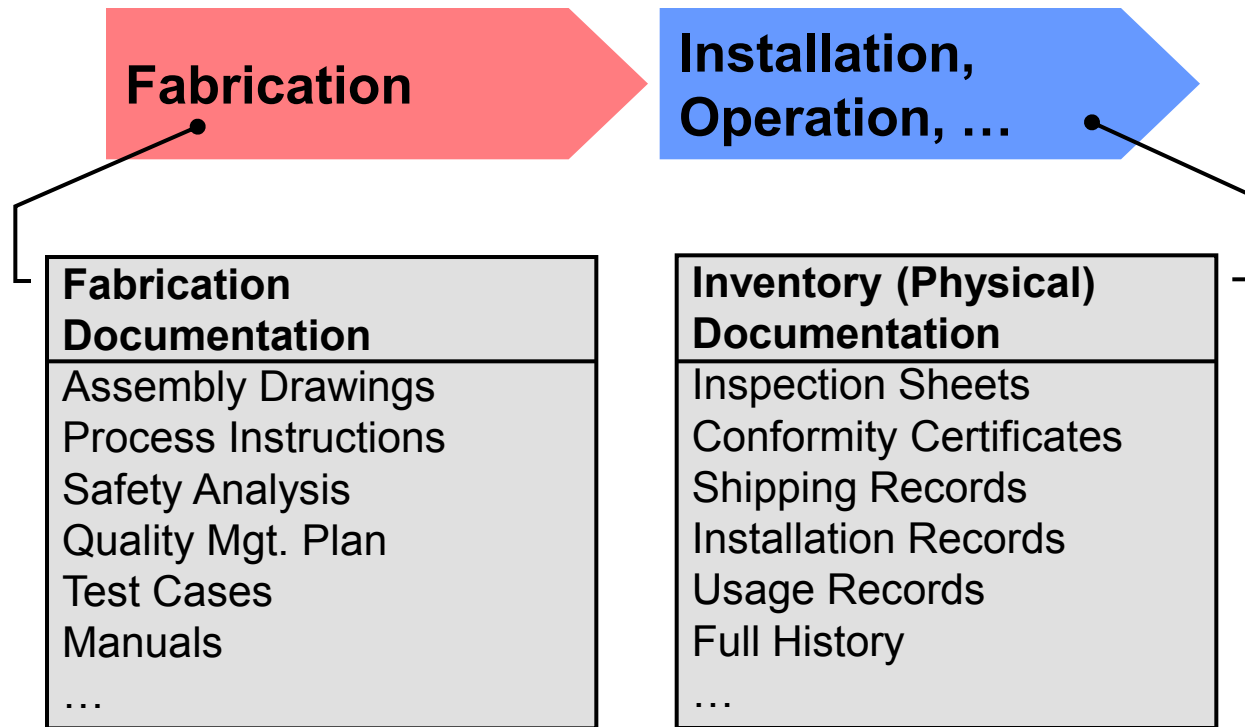 Fabrication
Installation,
Operation, …
Fabrication
Documentation
Assembly Drawings
Process Instructions
Safety Analysis
Quality Mgt. Plan
Test Cases
Manuals
…
Inventory (Physical)
Documentation
Inspection Sheets
Conformity Certificates
Shipping Records
Installation Records
Usage Records
Full History
…